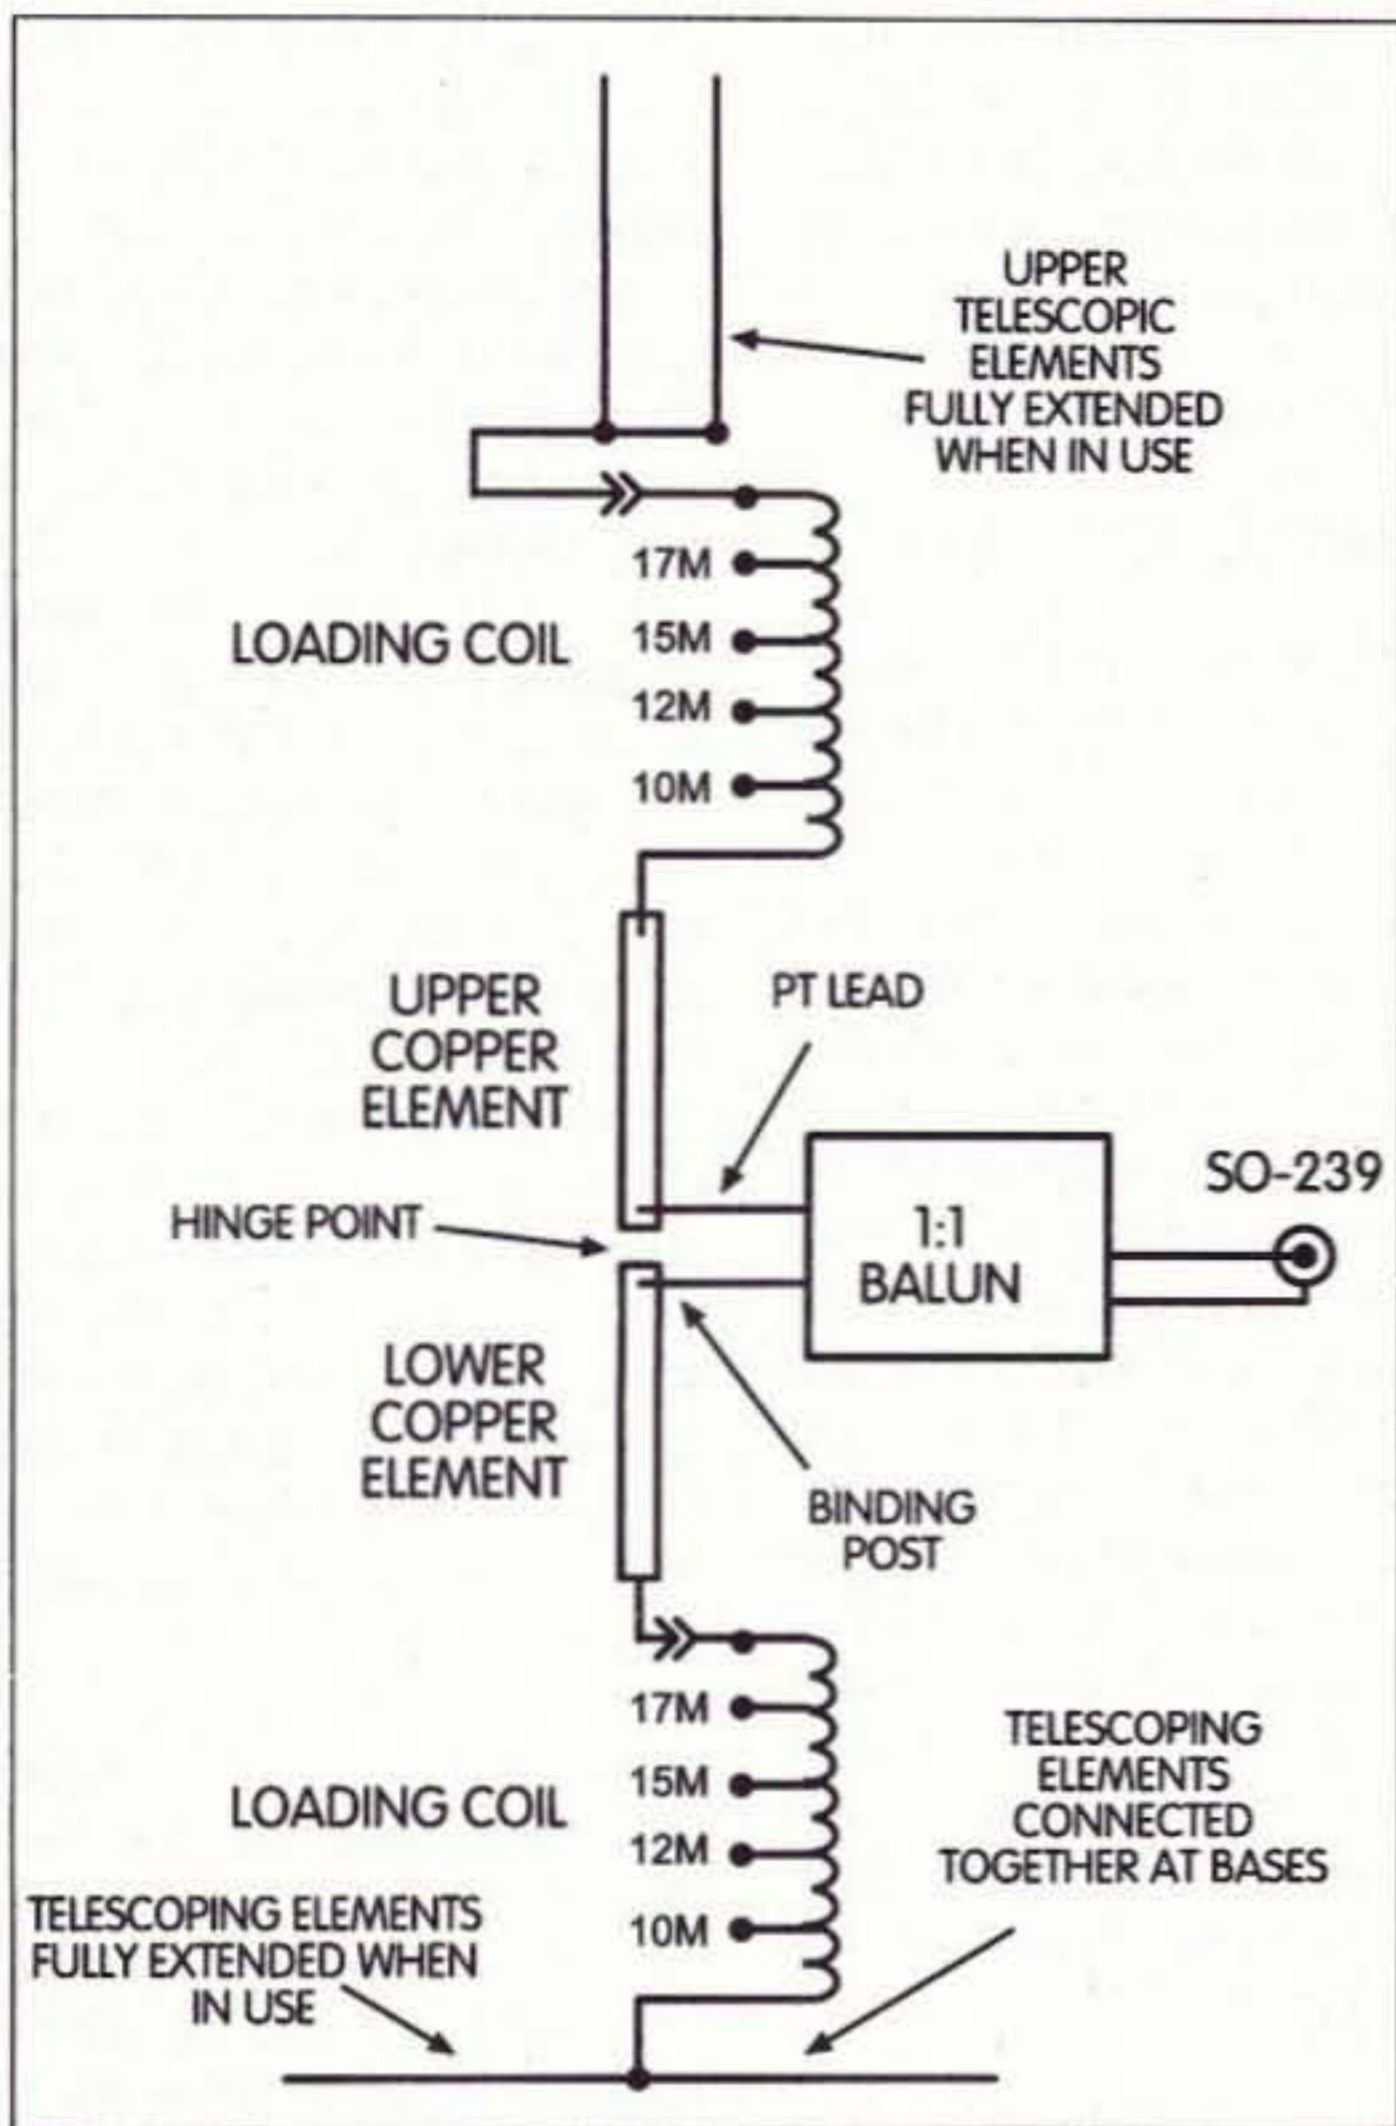 UPPER
TELESCOPIC
ELEMENTS
FULLY EXTENDED
WHEN IN USE
17M
LOADING COIL
15M
12M
10M
UPPER
COPPER
ELEMENT
PT LEAD
HINGE POINT
1:1
BALUN
SO-239
LOWER
COPPER
ELEMENT
BINDING
POST
17M
LOADING COIL
15M
12M
10M
TELESCOPING
ELEMENTS
CONNECTED
TOGETHER AT BASES
TELESCOPING ELEMENTS
FULLY EXTENDED WHEN
IN USE